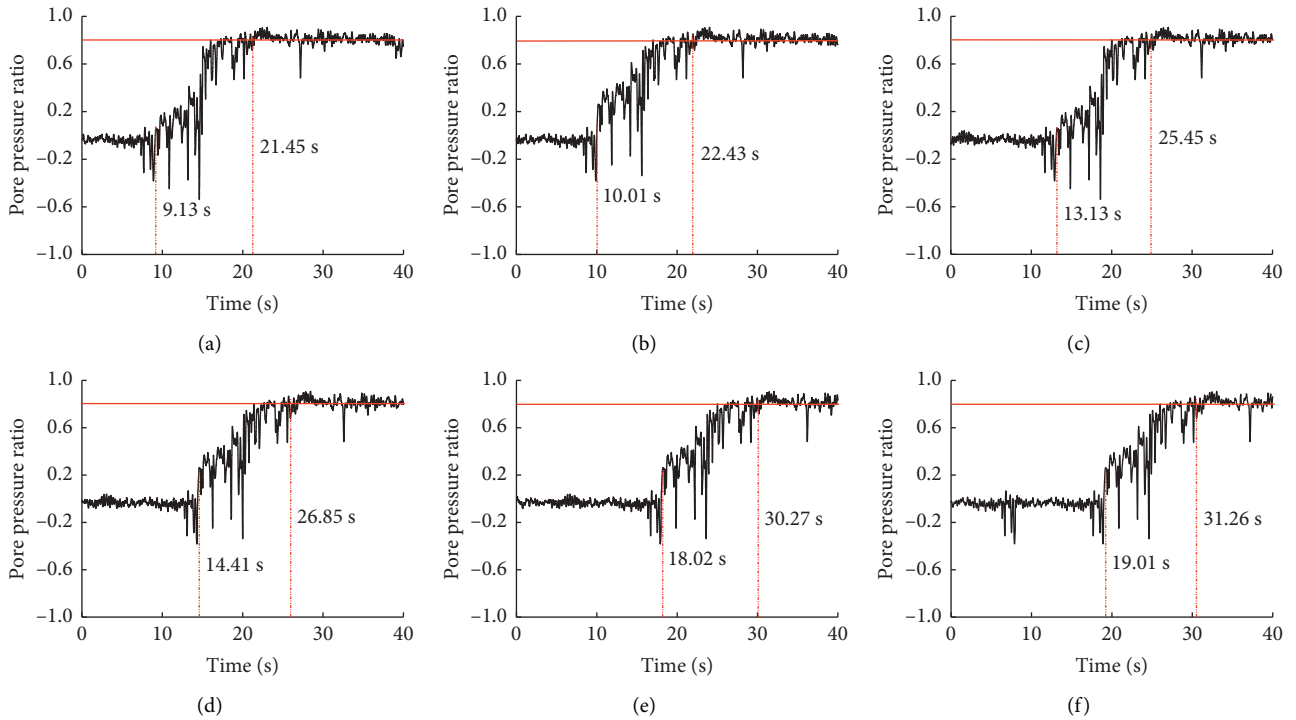 Pore pressure ratio
1.0
0.6
0.2
−0.2
−0.6
−1.0
9.13 s
21.45 s
0 10 20 30 40
Time (s)
(a)
Pore pressure ratio
1.0
0.6
0.2
−0.2
−0.6
−1.0
10.01 s
22.43 s
0 10 20 30 40
Time (s)
(b)
Pore pressure ratio
1.0
0.6
0.2
−0.2
−0.6
−1.0
13.13 s
25.45 s
0 10 20 30 40
Time (s)
(c)
Pore pressure ratio
1.0
0.6
0.2
−0.2
−0.6
−1.0
14.41 s
26.85 s
0 10 20 30 40
Time (s)
(d)
Pore pressure ratio
1.0
0.6
0.2
−0.2
−0.6
−1.0
18.02 s
30.27 s
0 10 20 30 40
Time (s)
(e)
Pore pressure ratio
1.0
0.6
0.2
−0.2
−0.6
−1.0
19.01 s
31.26 s
0 10 20 30 40
Time (s)
(f)